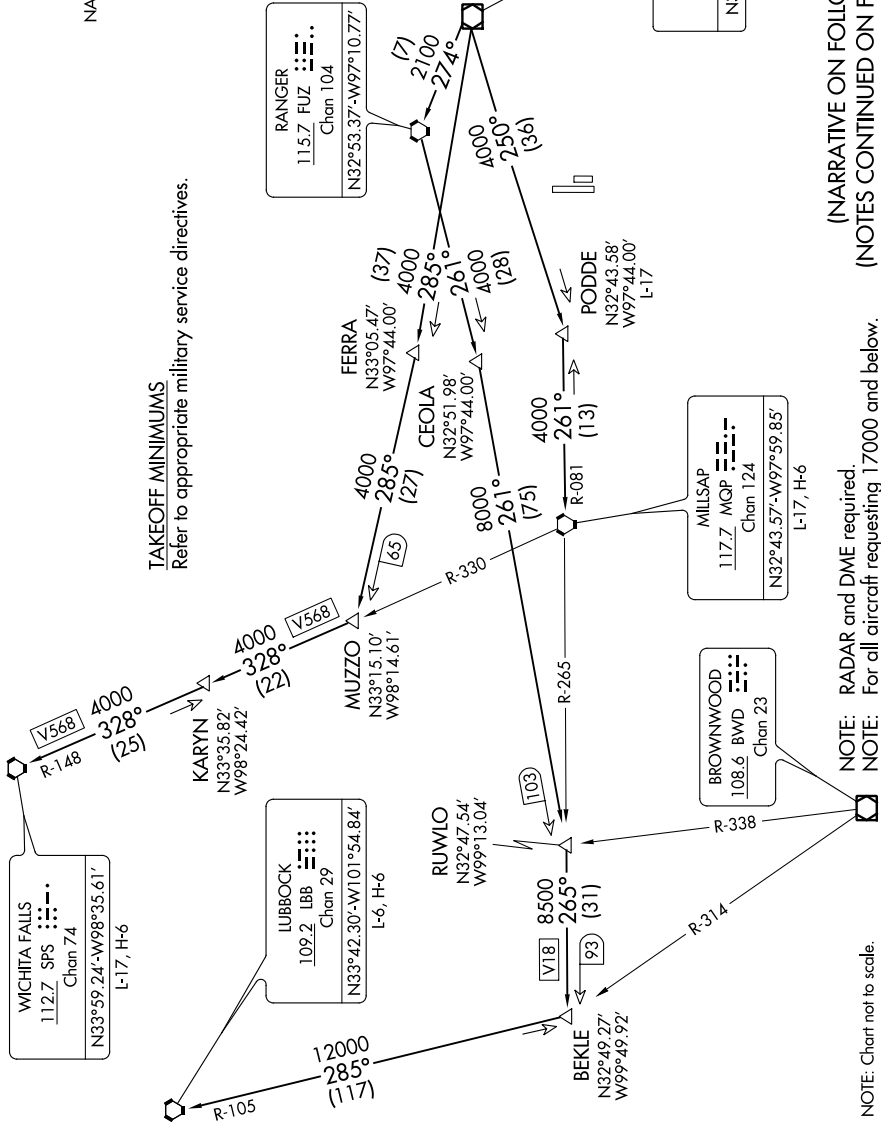 NA
TAKEOFF MINIMUMS
Refer to appropriate military service directives.
WICHITA FALLS
112.7 SPS
Chan 74
N33°59.24'-W98°35.61'
L-17, H-6
RANGER
115.7 FUZ
Chan 104
N32°53.37'-W97°10.77'
(7)
2100
274°
V568
4000
328°
(25)
R-148
KARYN
N33°35.82'
W98°24.42'
V568
4000
328°
(22)
MUZZO
N33°15.10'
W98°14.61'
65
4000
285°
(27)
FERRA
N33°05.47'
W97°44.00'
(37)
4000
285°
261°
4000
(28)
CEOLA
N32°51.98'
W97°44.00'
4000
250°
(36)
PODDE
N32°43.58'
W97°44.00'
L-17
4000
261°
(13)
R-081
8000
261°
(75)
R-330
R-265
MILLSAP
117.7 MQP
Chan 124
N32°43.57'-W97°59.85'
L-17, H-6
LUBBOCK
109.2 LBB
Chan 29
N33°42.30'-W101°54.84'
L-6, H-6
RUWLO
N32°47.54'
W99°13.04'
103
8500
265°
(31)
V18
93
BEKLE
N32°49.27'
W99°49.92'
12000
285°
(117)
R-105
R-338
R-314
BROWNWOOD
108.6 BWD
Chan 23
N3
(NARRATIVE ON FOLLO
(NOTES CONTINUED ON F
NOTE: RADAR and DME required.
NOTE: For all aircraft requesting 17000 and below.
NOTE: Chart not to scale.